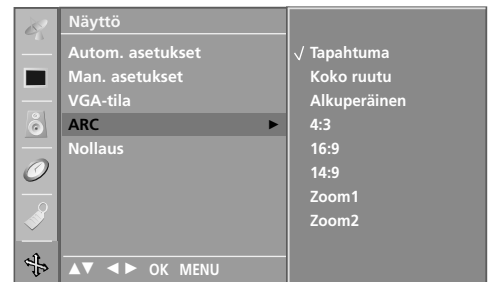 Näyttö
Autom. asetukset
Man. asetukset
VGA-tila
ARC ►
Nollaus
▲▼ ◄► OK MENU
√ Tapahtuma
Koko ruutu
Alkuperäinen
4:3
16:9
14:9
Zoom1
Zoom2